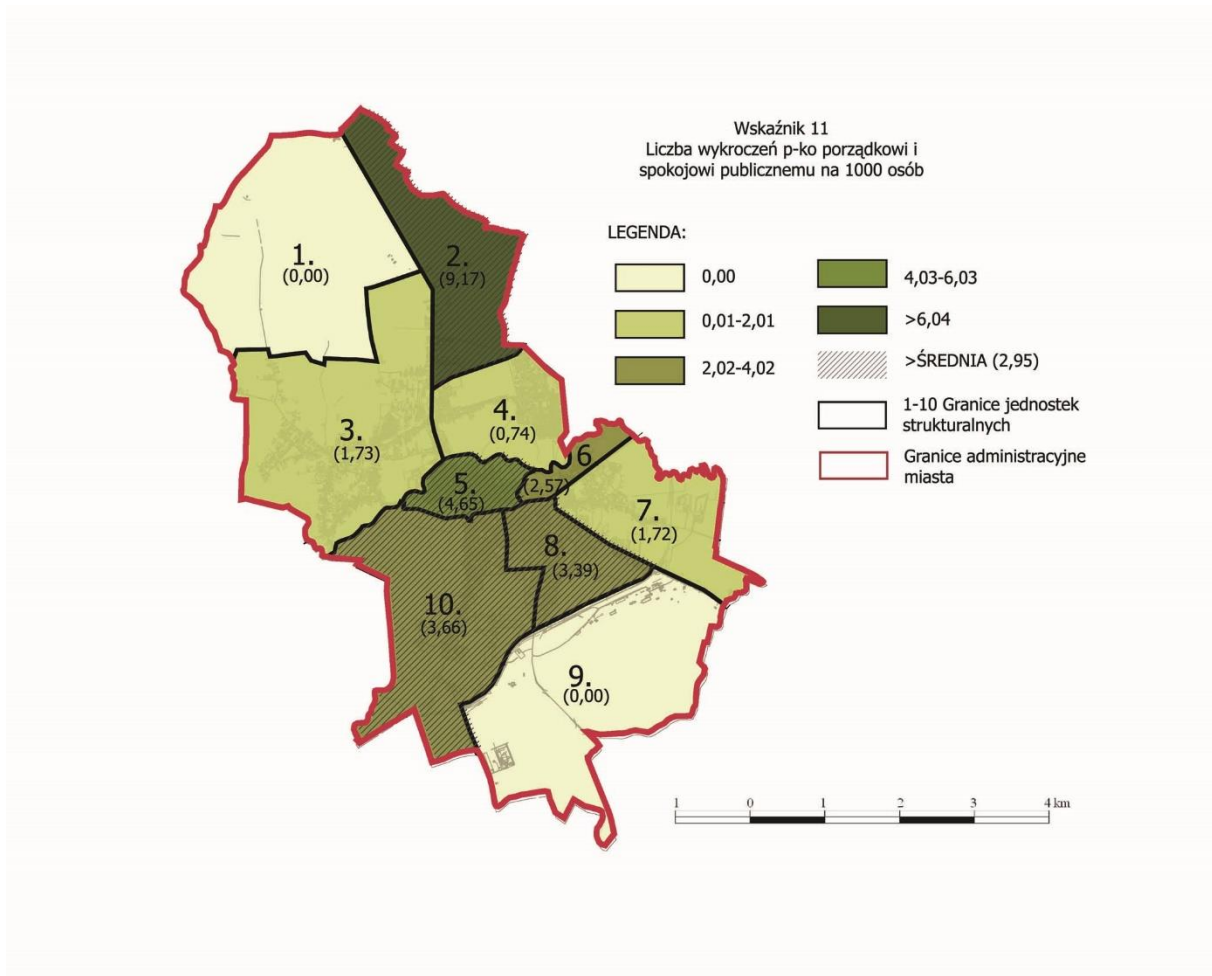 Wskaźnik 11
Liczba wykroczeń p-ko porządkowi i
spokojowi publicznemu na 1000 osób
LEGENDA:
0,00
0,01-2,01
2,02-4,02
4,03-6,03
>6,04
>ŚREDNIA (2,95)
1-10 Granice jednostek
strukturalnych
Granice administracyjne
miasta
1.
(0,00)
2.
(9,17)
3.
(1,73)
4.
(0,74)
5.
(4,65)
6
(2,57)
7.
(1,72)
8.
(3,39)
10.
(3,66)
9.
(0,00)
1 0 1 2 3 4 km